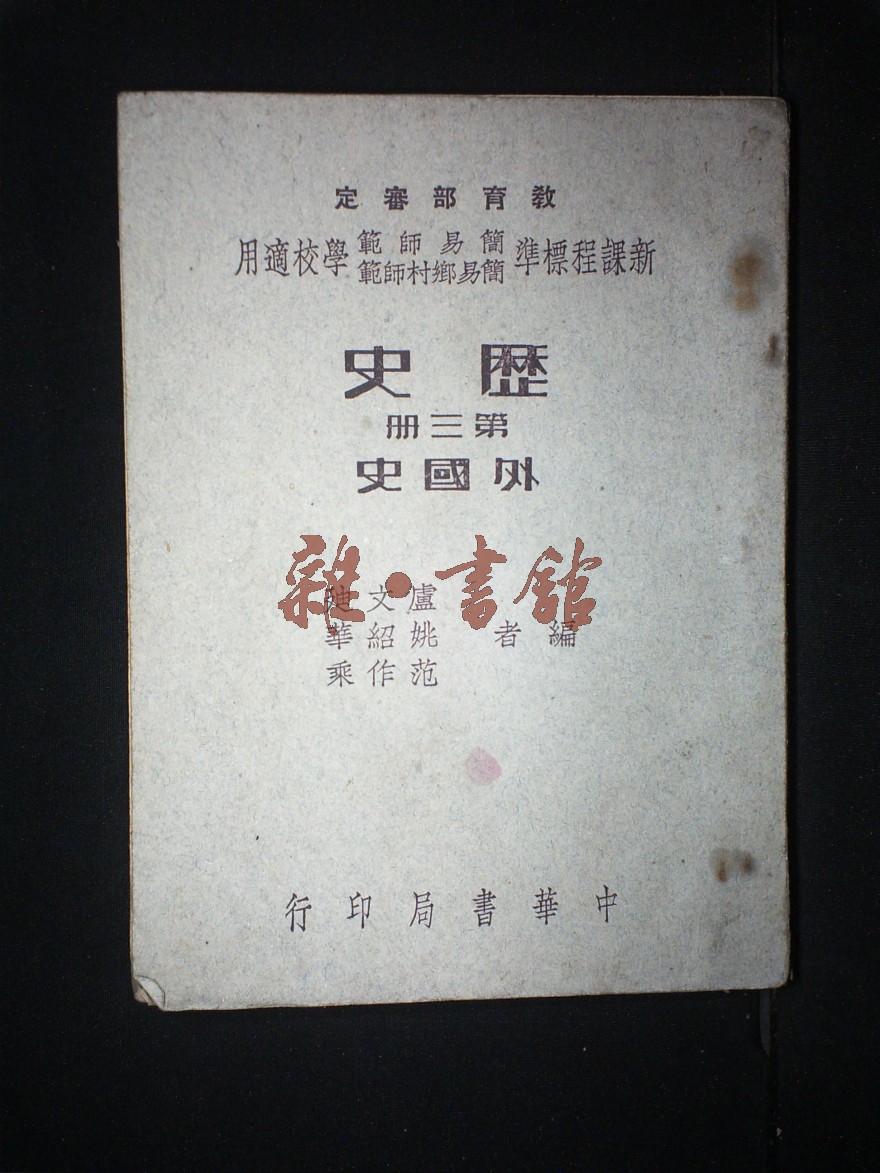 教育部審定
新課程標準簡易師範學校適用
簡易鄉村師範
歷史
第三冊
外國史
雜·書館
盧文迪
編者 姚紹華
范作乘
中華書局印行